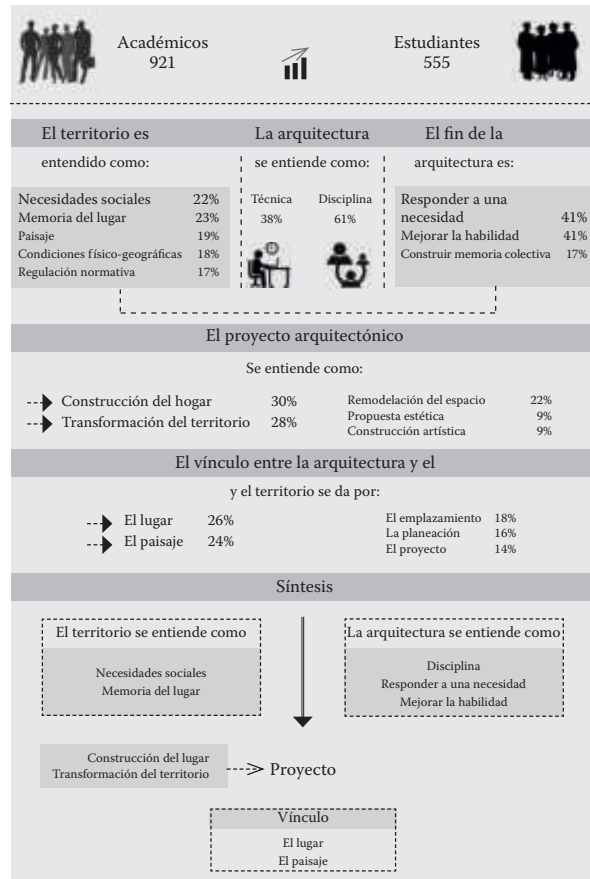 Académicos
921
Estudiantes
555
El territorio es
entendido como:
Necesidades sociales 22%
Memoria del lugar 23%
Paisaje 19%
Condiciones físico-geográficas 18%
Regulación normativa 17%
La arquitectura
se entiende como:
Técnica Disciplina
38% 61%
El fin de la
arquitectura es:
Responder a una
necesidad 41%
Mejorar la habilidad 41%
Construir memoria colectiva 17%
El proyecto arquitectónico
Se entiende como:
Construcción del hogar 30%
Transformación del territorio 28%
Remodelación del espacio 22%
Propuesta estética 9%
Construcción artística 9%
El vínculo entre la arquitectura y el
y el territorio se da por:
El lugar 26%
El paisaje 24%
El emplazamiento 18%
La planeación 16%
El proyecto 14%
Síntesis
El territorio se entiende como
Necesidades sociales
Memoria del lugar
La arquitectura se entiende como
Disciplina
Responder a una necesidad
Mejorar la habilidad
Construcción del lugar
Transformación del territorio
Proyecto
Vínculo
El lugar
El paisaje